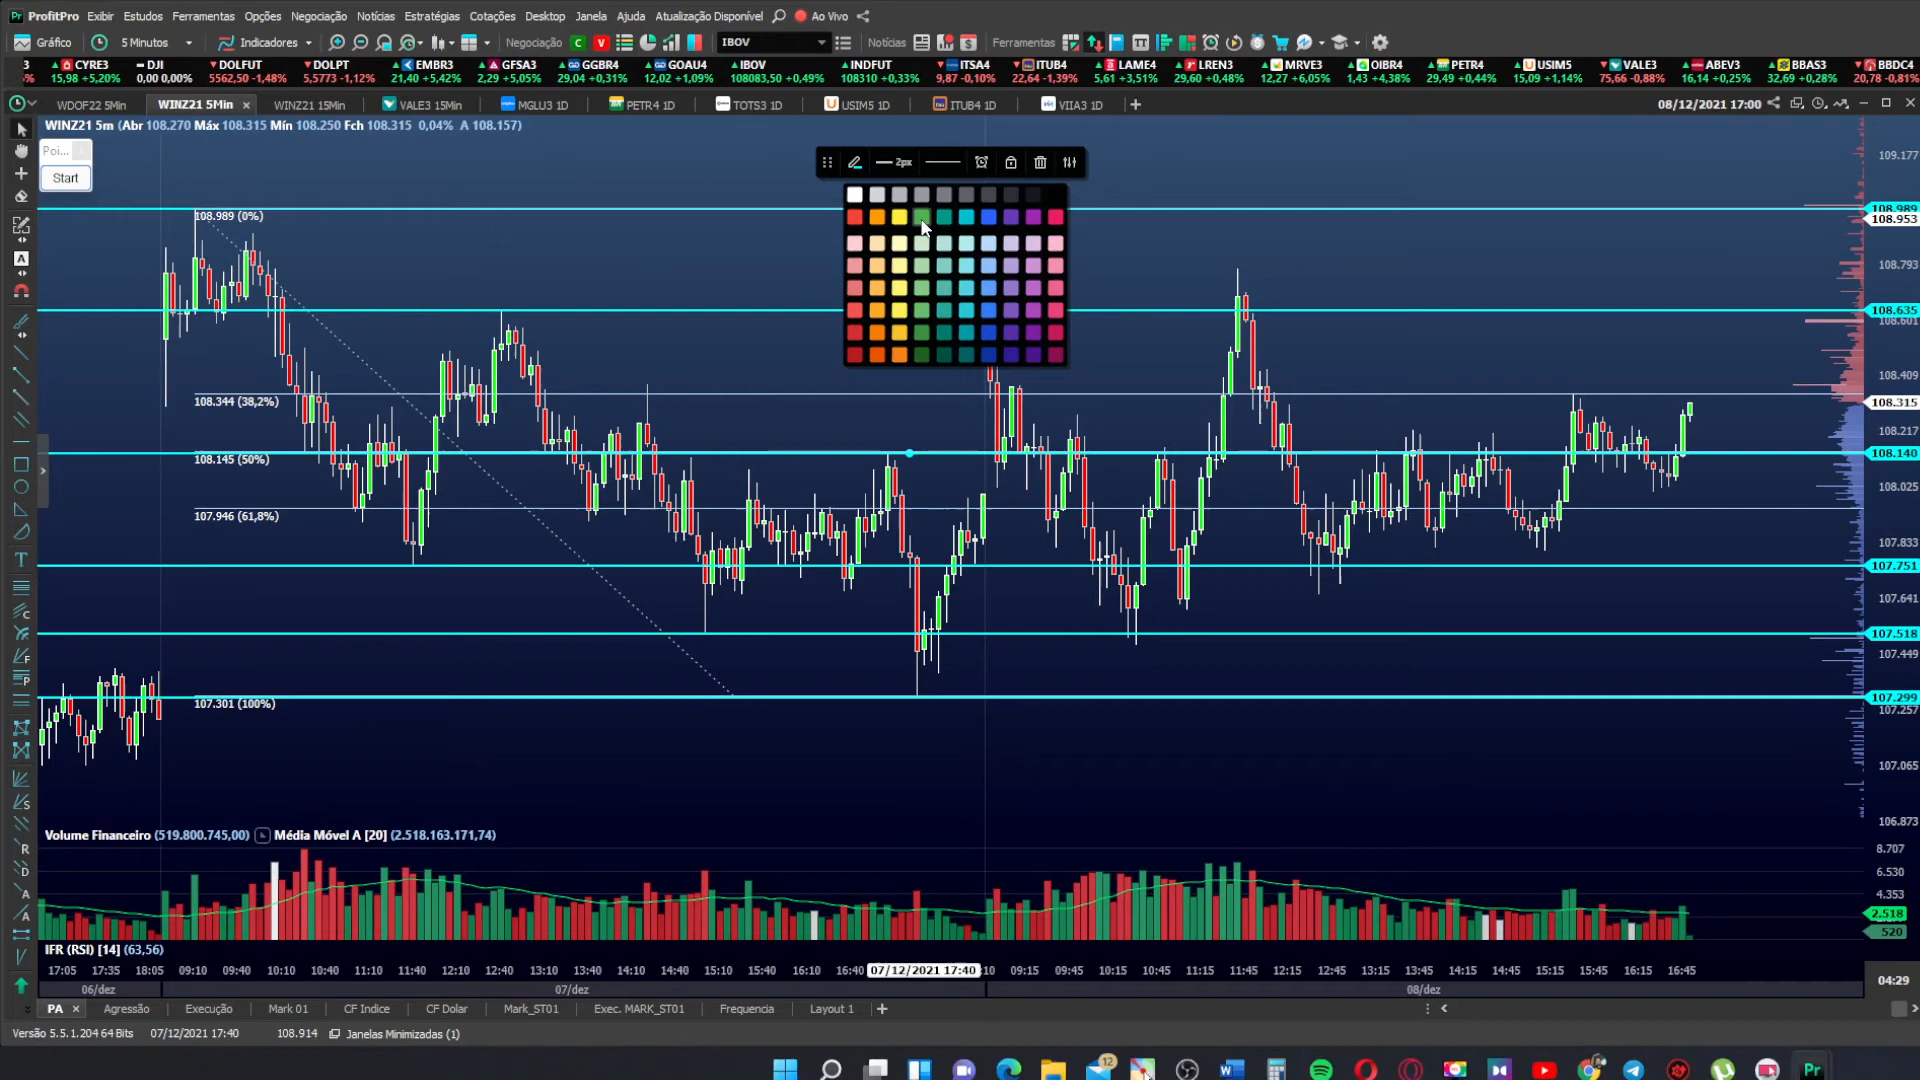 ProfitPro Exibir Estudos Ferramentas Opções Negociação Notícias Estratégias Cotações Desktop Janela Ajuda Atualização Disponível Ao Vivo
Gráfico 5 Minutos Indicadores Negociação C V IBOV Notícias Ferramentas
3 CYRE3 DJI DOLFUT DOLPT EMBR3 GFSA3 GGBR4 GOAU4 IBOV INDFUT ITSA4 ITUB4 LAME4 LREN3 MRVE3 OIBR4 PETR4 USIM5 VALE3 ABEV3 BBAS3 BBDC4
15,98 +5,20% 0,00 0,00% 5562,50 -1,48% 5,5773 -1,12% 21,40 +5,42% 2,29 +5,05% 29,04 +0,31% 12,02 +1,09% 108083,50 +0,49% 108310 +0,33% 9,87 -0,10% 22,64 -1,39% 5,61 +3,51% 29,60 +0,48% 12,27 +6,05% 1,43 +4,38% 29,49 +0,44% 15,09 +1,14% 75,66 -0,88% 16,14 +0,25% 32,69 +0,28% 20,78 -0,81%
WDOF22 5Min WINZ21 5Min WINZ21 15Min VALE3 15Min MGLU3 1D PETR4 1D TOTS3 1D USIM5 1D ITUB4 1D VIIA3 1D 08/12/2021 17:00
WINZ21 5m (Abr 108.270 Máx 108.315 Mín 108.250 Fch 108.315 0,04% A 108.157)
Poi...
Start
2px
109.177
108.989
108.989 (0%)
108.953
108.793
108.635
108.601
108.409
108.344 (38,2%)
108.315
108.217
108.140
108.145 (50%)
108.025
107.946 (61,8%)
107.833
107.751
107.641
107.518
107.449
107.299
107.301 (100%)
107.257
107.065
106.873
Volume Financeiro (519.800.745,00) Média Móvel A [20] (2.518.163.171,74)
8.707
6.530
4.353
2.518
520
IFR (RSI) [14] (63,56)
17:05 17:35 18:05 09:10 09:40 10:10 10:40 11:10 11:40 12:10 12:40 13:10 13:40 14:10 14:40 15:10 15:40 16:10 16:40 07/12/2021 17:40 :10 09:15 09:45 10:15 10:45 11:15 11:45 12:15 12:45 13:15 13:45 14:15 14:45 15:15 15:45 16:15 16:45
04:29
06/dez 07/dez 08/dez
PA Agressão Execução Mark 01 CF Indice CF Dolar Mark_ST01 Exec. MARK_ST01 Frequencia Layout 1
Versão 5.5.1.204 64 Bits 07/12/2021 17:40 108.914 Janelas Minimizadas (1)
12
Pr